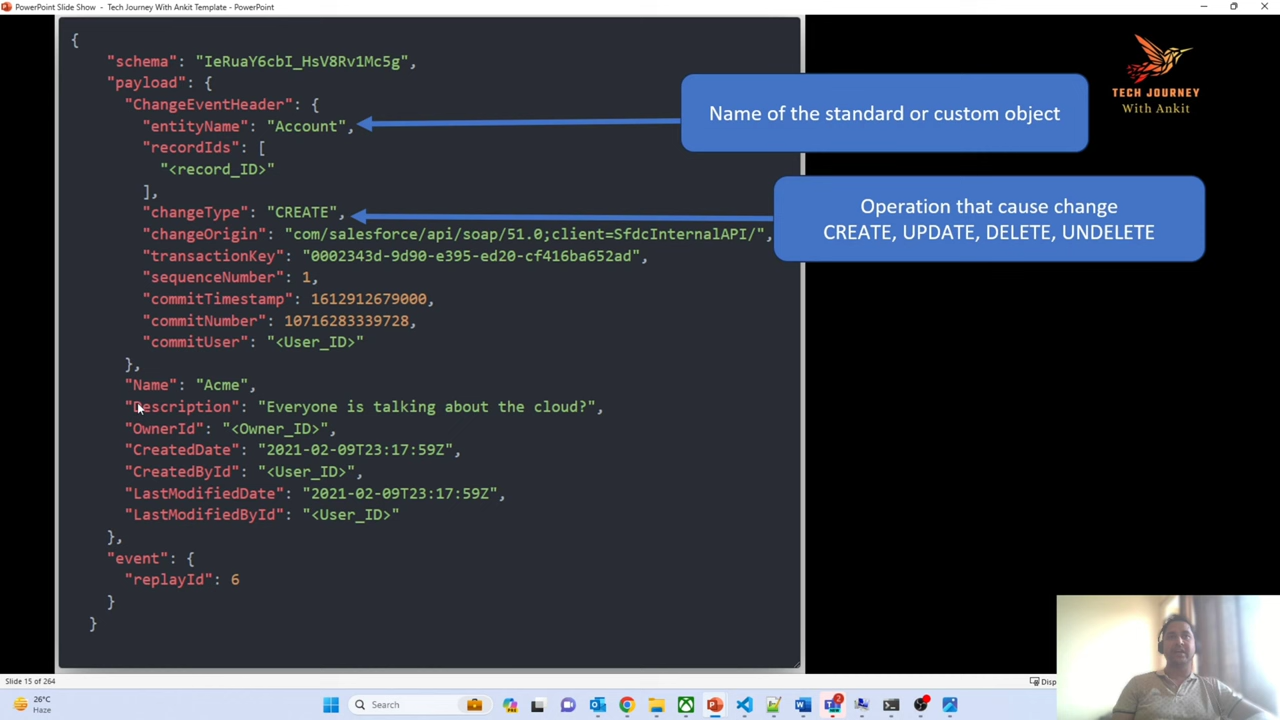 PowerPoint Slide Show - Tech Journey With Ankit Template - PowerPoint
{
"schema": "IeRuaY6cbI_HsV8Rv1Mc5g",
"payload": {
"ChangeEventHeader": {
"entityName": "Account",
"recordIds": [
"<record_ID>"
],
"changeType": "CREATE",
"changeOrigin": "com/salesforce/api/soap/51.0;client=SfdcInternalAPI/",
"transactionKey": "0002343d-9d90-e395-ed20-cf416ba652ad",
"sequenceNumber": 1,
"commitTimestamp": 1612912679000,
"commitNumber": 10716283339728,
"commitUser": "<User_ID>"
},
"Name": "Acme",
"Description": "Everyone is talking about the cloud?",
"OwnerId": "<Owner_ID>",
"CreatedDate": "2021-02-09T23:17:59Z",
"CreatedById": "<User_ID>",
"LastModifiedDate": "2021-02-09T23:17:59Z",
"LastModifiedById": "<User_ID>"
},
"event": {
"replayId": 6
}
}
Name of the standard or custom object
Operation that cause change
CREATE, UPDATE, DELETE, UNDELETE
TECH JOURNEY
With Ankit
Slide 15 of 264
Disp
26°C
Haze
Search
2